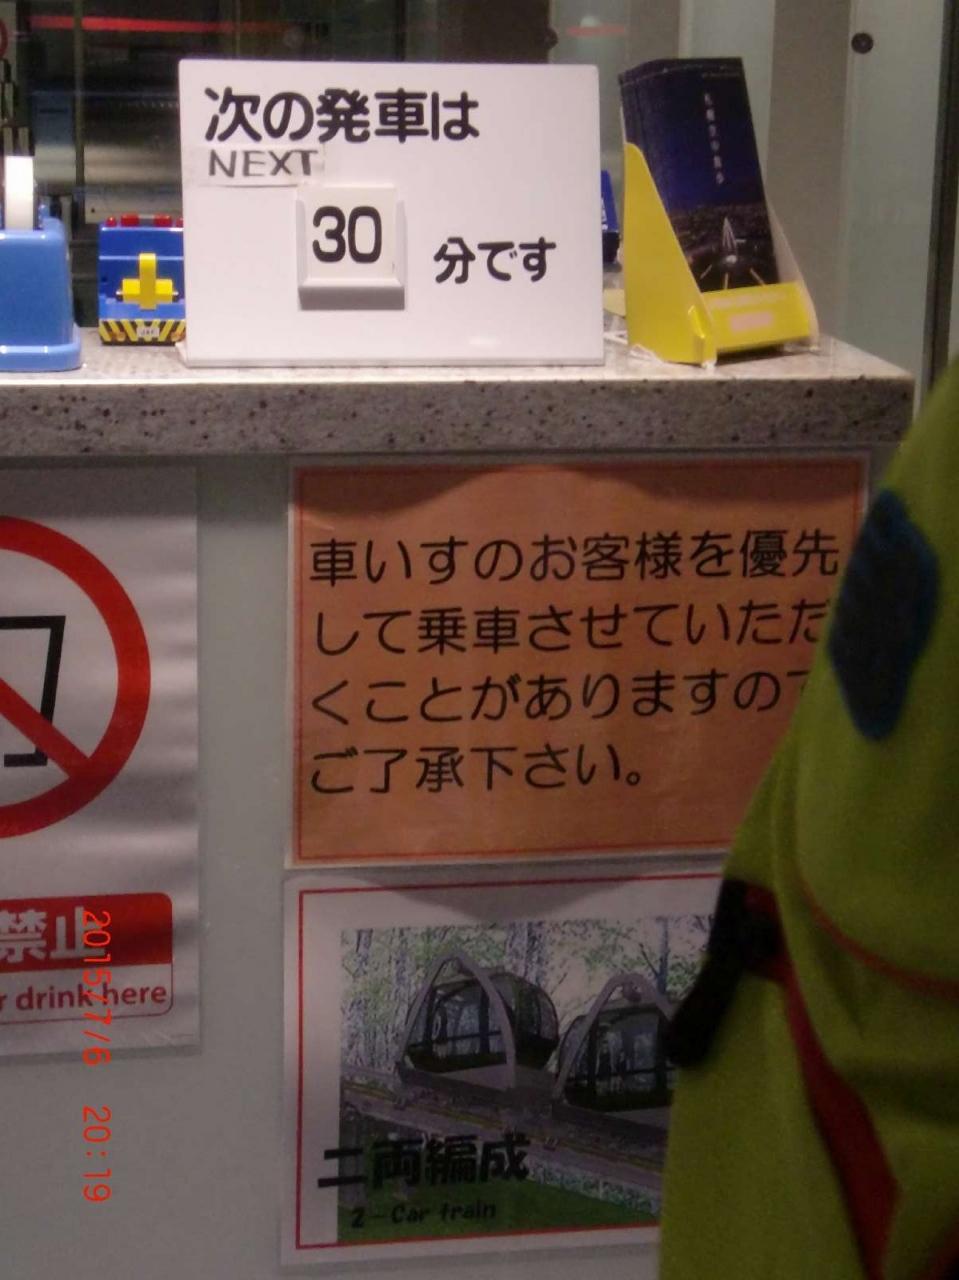 次の発車は
NEXT
30
分です
車いすのお客様を優先
して乗車させていただ
くことがありますので
ご了承下さい。
禁止
r drink here
二両編成
2-Car train
2015/7/6 20:19